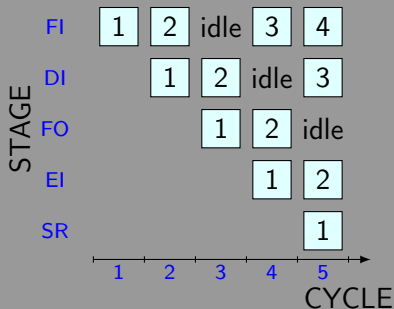 FI 1 2 idle 3 4
DI 1 2 idle 3
FO 1 2 idle
EI 1 2
SR 1
1 2 3 4 5
STAGE
CYCLE